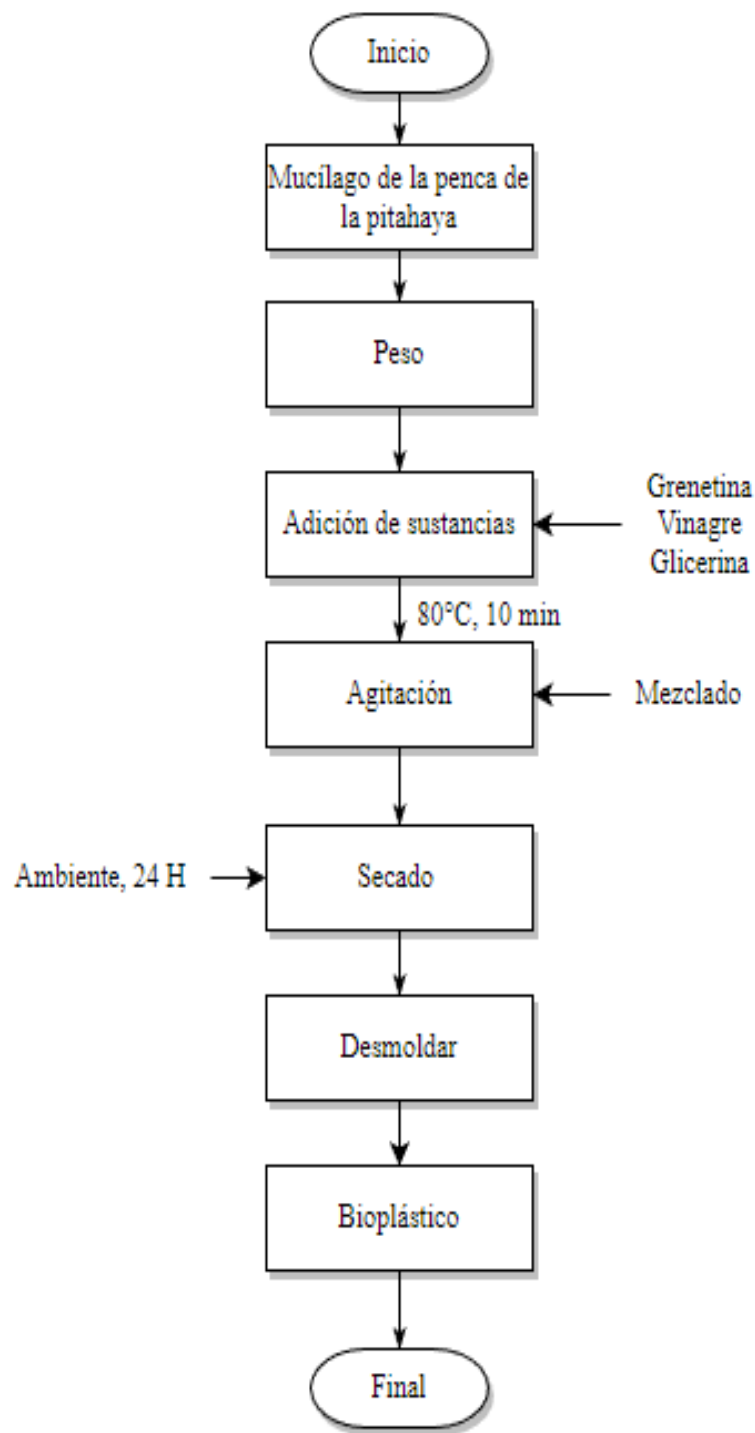 Inicio
Mucílago de la penca de
la pitahaya
Peso
Adición de sustancias
Grenetina
Vinagre
Glicerina
80°C, 10 min
Agitación
Mezclado
Ambiente, 24 H
Secado
Desmoldar
Bioplástico
Final